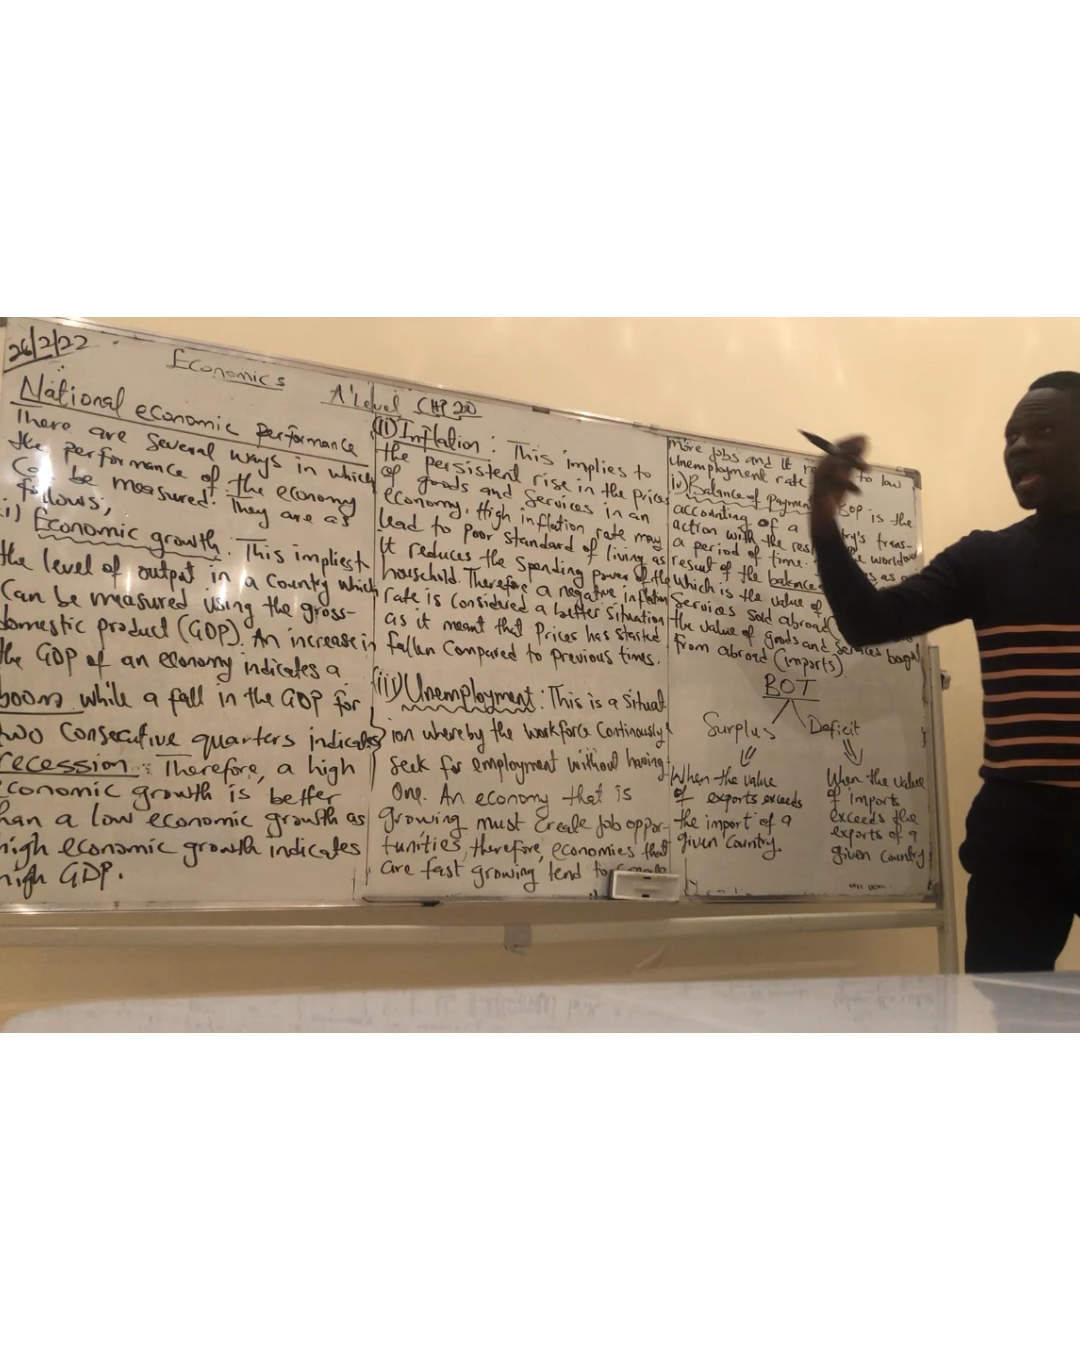 26/2/22
Economics
A'level CHP 20
National economic performance
There are several ways in which
the performance of the economy
be measured. They are as
follows;
i) Economic growth: This impliest
the level of output in a country which
Can be measured using the gross-
domestic product (GDP). An increase in
the GDP of an economy indicates a
boom while a fall in the GDP for
two Consecutive quarters indicates
recession: Therefore, a high
economic growth is better
than a low economic growth as
high economic growth indicates
high GDP.
(ii) Inflation: This implies to
the persistent rise in the prices
of goods and services in an
economy. High inflation rate may
lead to poor standard of living as
it reduces the spending power of the
household. Therefore a negative inflation
rate is considered a better situation
as it meant that Prices has started
fallen Compared to previous times.
(iii) Unemployment: This is a situat
ion whereby the workforce Continously
seek for employment without having
One. An economy that is
growing must create job oppor-
tunities, therefore, economies that
are fast growing tend to
more jobs and it to low
Unemployment rate
iv) Balance of payment BOP is the
accounting of a trans-
action with the rest
a period of time.
result of the balance as
which is the value of
services sold abroad
the value of goods and services bought
from abroad (imports)
BOT
Surplus Deficit
When the value
of exports exceeds
the import of a
given country.
When the value
of imports
exceeds the
exports of a
given country